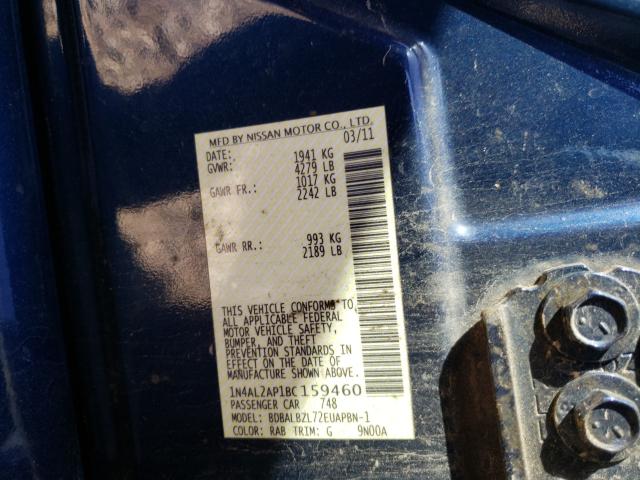 MFD BY NISSAN MOTOR CO., LTD.
DATE: 03/11
GVWR: 1941 KG
4279 LB
GAWR FR.: 1017 KG
2242 LB
GAWR RR.: 993 KG
2189 LB
THIS VEHICLE CONFORMS TO
ALL APPLICABLE FEDERAL
MOTOR VEHICLE SAFETY,
BUMPER, AND THEFT
PREVENTION STANDARDS IN
EFFECT ON THE DATE OF
MANUFACTURE SHOWN ABOVE.
1N4AL2AP1BC159460
PASSENGER CAR 748
MODEL: BDBALBZL72EUAPBN-1
COLOR: RAB TRIM: G 9N00A